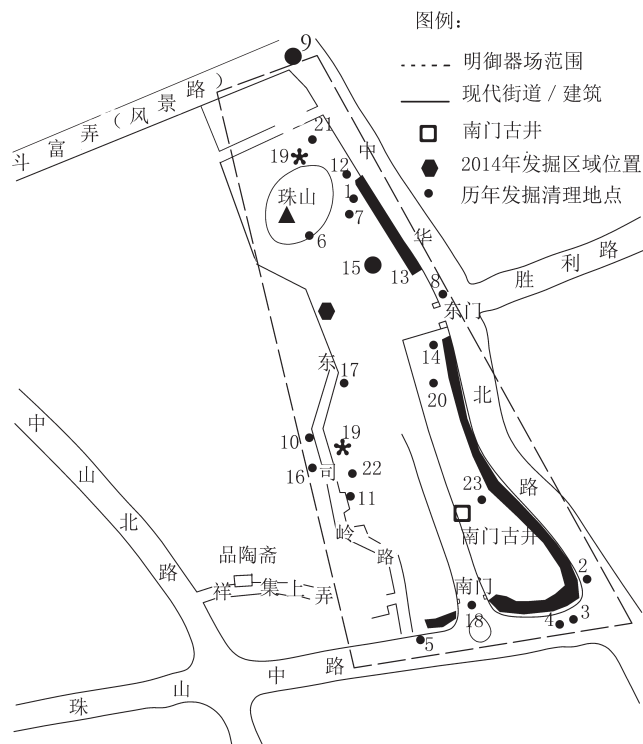 图例：
明御器场范围
现代街道／建筑
南门古井
2014年发掘区域位置
历年发掘清理地点
9
斗富弄（风景路）
21
19
12
珠山
1
7
6
15
13
8
中华北路
胜利路
东门
14
17
20
东司岭路
10
19
16
22
11
23
南门古井
中山北路
品陶斋
祥集上弄
2
南门
18
4
3
5
珠山中路